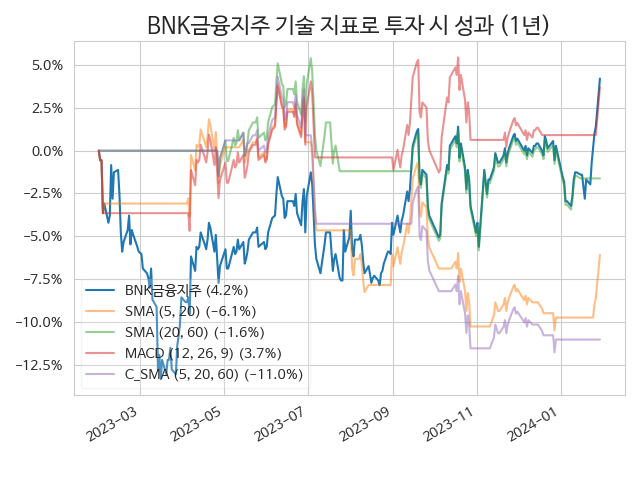 BNK금융지주 기술 지표로 투자 시 성과 (1년)
5.0%
2.5%
0.0%
−2.5%
−5.0%
−7.5%
−10.0%
−12.5%
BNK금융지주 (4.2%)
SMA (5, 20) (−6.1%)
SMA (20, 60) (−1.6%)
MACD (12, 26, 9) (3.7%)
C_SMA (5, 20, 60) (−11.0%)
2023−03
2023−05
2023−07
2023−09
2023−11
2024−01